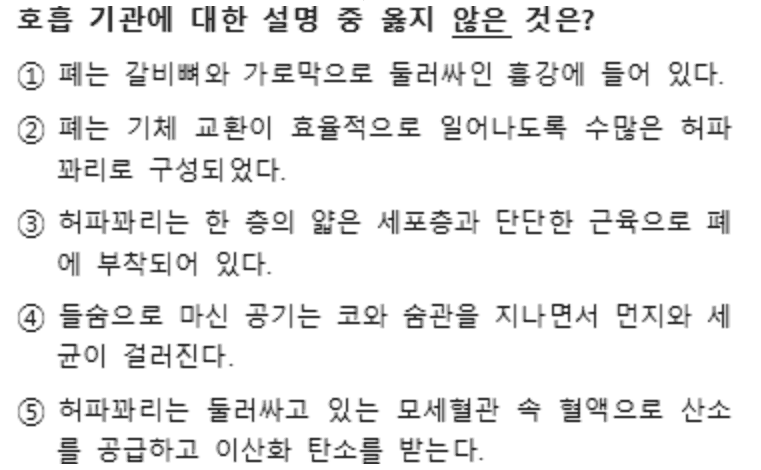 호흡 기관에 대한 설명 중 옳지 않은 것은?
① 폐는 갈비뼈와 가로막으로 둘러싸인 흉강에 들어 있다.
② 폐는 기체 교환이 효율적으로 일어나도록 수많은 허파
꽈리로 구성되었다.
③ 허파꽈리는 한 층의 얇은 세포층과 단단한 근육으로 폐
에 부착되어 있다.
④ 들숨으로 마신 공기는 코와 숨관을 지나면서 먼지와 세
균이 걸러진다.
⑤ 허파꽈리는 둘러싸고 있는 모세혈관 속 혈액으로 산소
를 공급하고 이산화 탄소를 받는다.